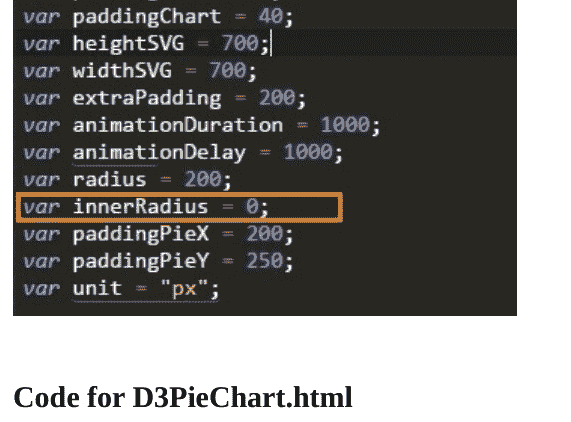 var paddingChart = 40;
var heightSVG = 700;
var widthSVG = 700;
var extraPadding = 200;
var animationDuration = 1000;
var animationDelay = 1000;
var radius = 200;
var innerRadius = 0;
var paddingPieX = 200;
var paddingPieY = 250;
var unit = "px";
Code for D3PieChart.html